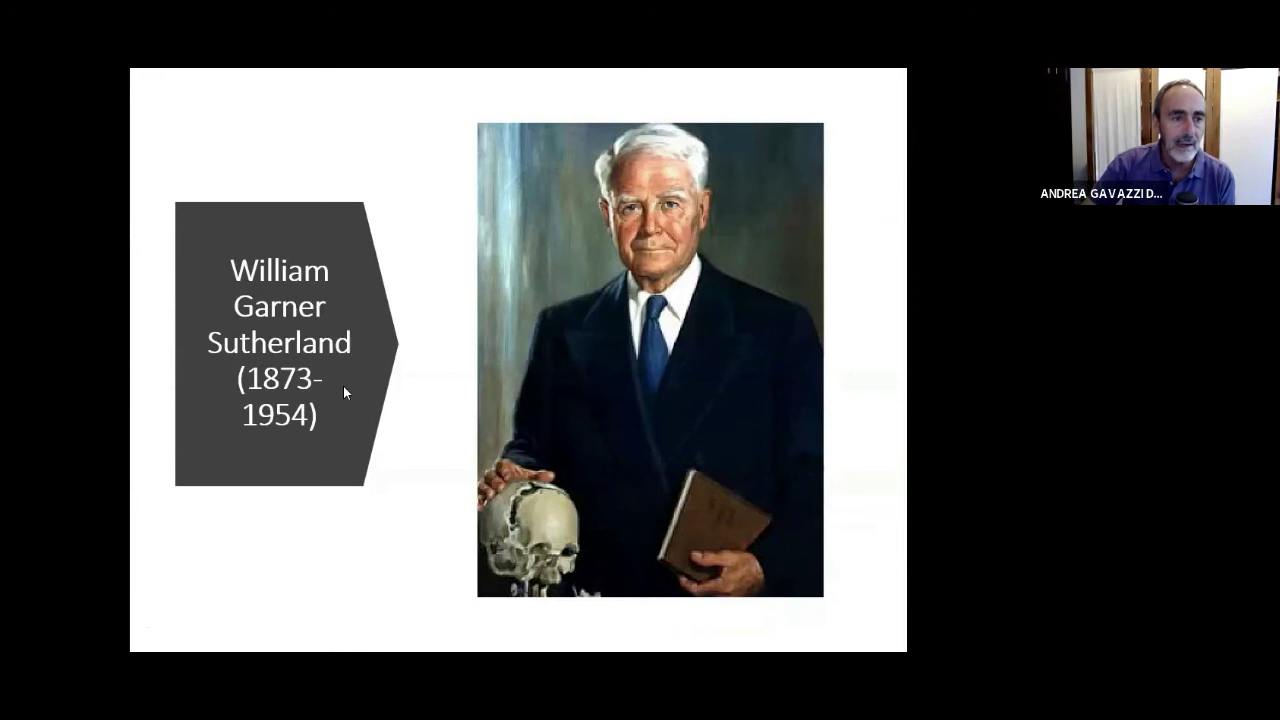 William
Garner
Sutherland
(1873-
1954)
ANDREA GAVAZZI D...